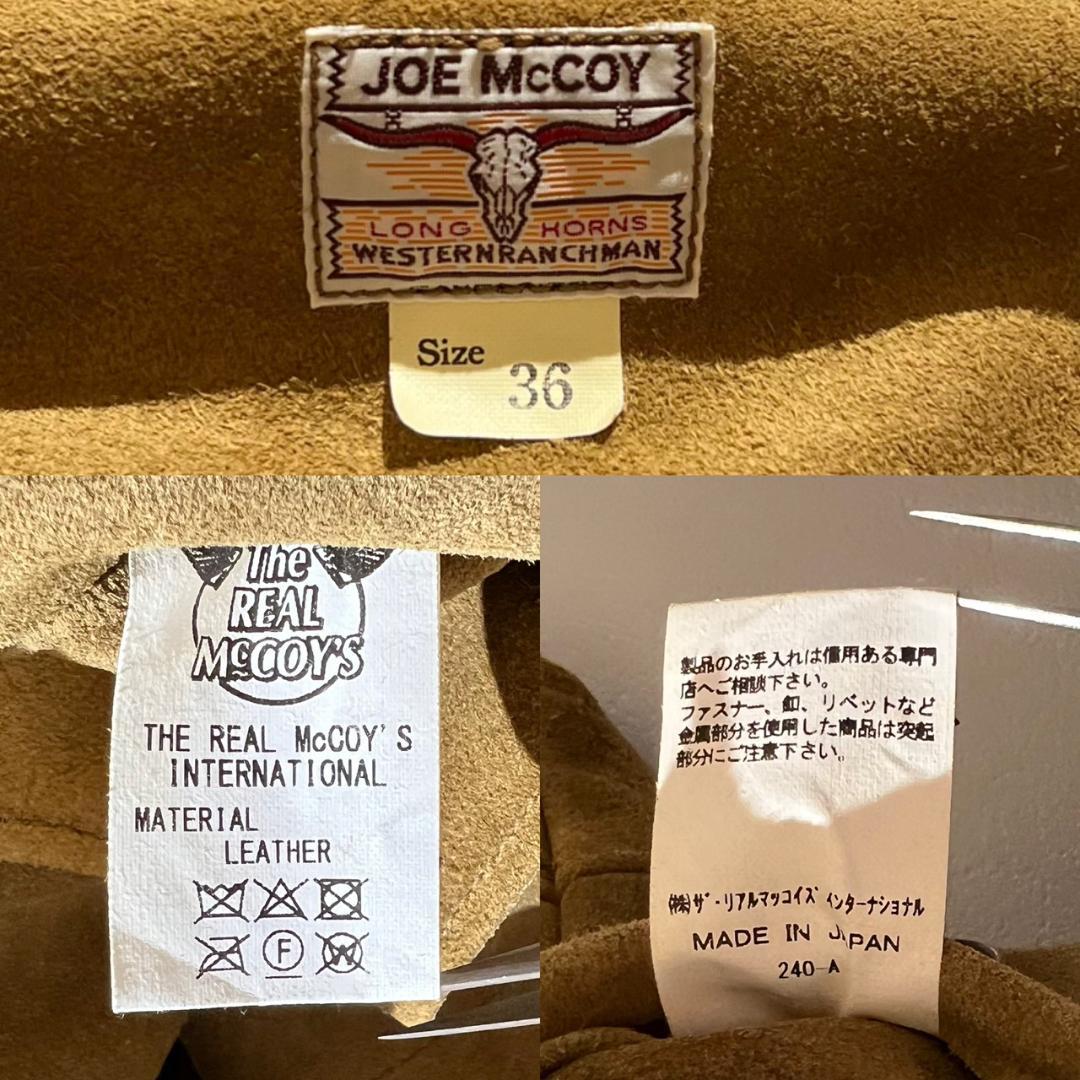 JOE McCOY
LONG HORNS
WESTERNRANCHMAN
Size
36
The
REAL
McCOY'S
THE REAL McCOY'S
INTERNATIONAL
MATERIAL
LEATHER
F
W
製品のお手入れは信用ある専門
店へご相談下さい。
ファスナー、釦、リベットなど
金属部分を使用した商品は突起
部分にご注意下さい。
(株)ザ・リアルマッコイズ インターナショナル
MADE IN JAPAN
240-A